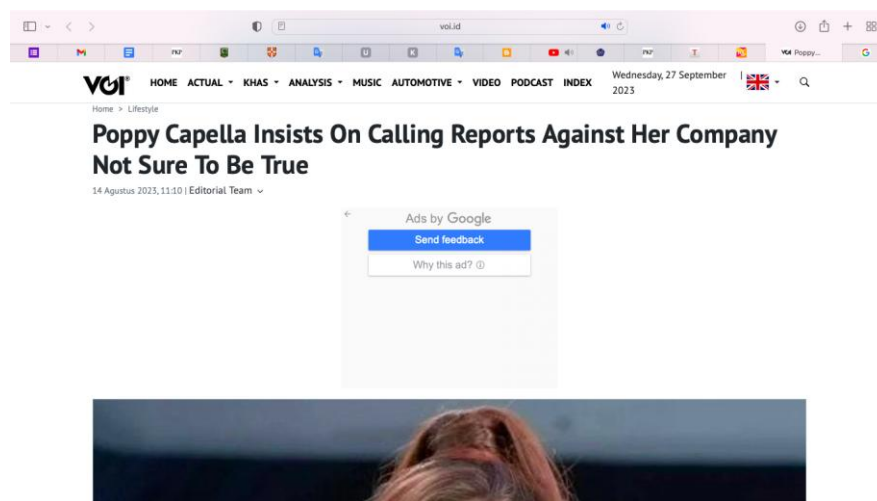 voi.id
VOI Poppy...
VOI
HOME ACTUAL KHAS ANALYSIS MUSIC AUTOMOTIVE VIDEO PODCAST INDEX
Wednesday, 27 September
2023
|
Home > Lifestyle
Poppy Capella Insists On Calling Reports Against Her Company
Not Sure To Be True
14 Agustus 2023, 11:10 | Editorial Team
Ads by Google
Send feedback
Why this ad?